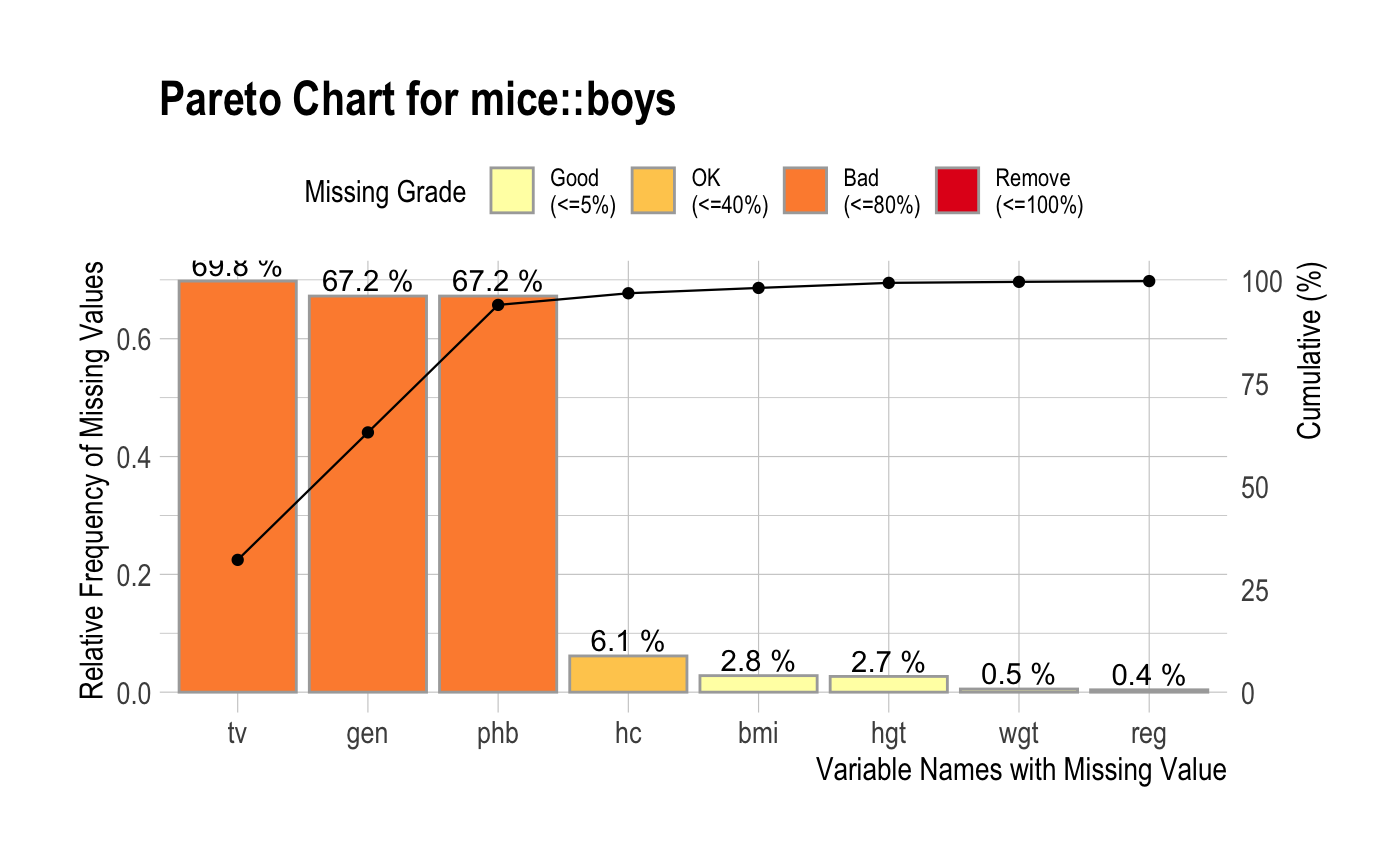 Pareto Chart for mice::boys
Missing Grade
Good
(<=5%)
OK
(<=40%)
Bad
(<=80%)
Remove
(<=100%)
Relative Frequency of Missing Values
0.6
0.4
0.2
0.0
69.8 %
67.2 %
67.2 %
6.1 %
2.8 %
2.7 %
0.5 %
0.4 %
100
75
50
25
0
Cumulative (%)
tv
gen
phb
hc
bmi
hgt
wgt
reg
Variable Names with Missing Value